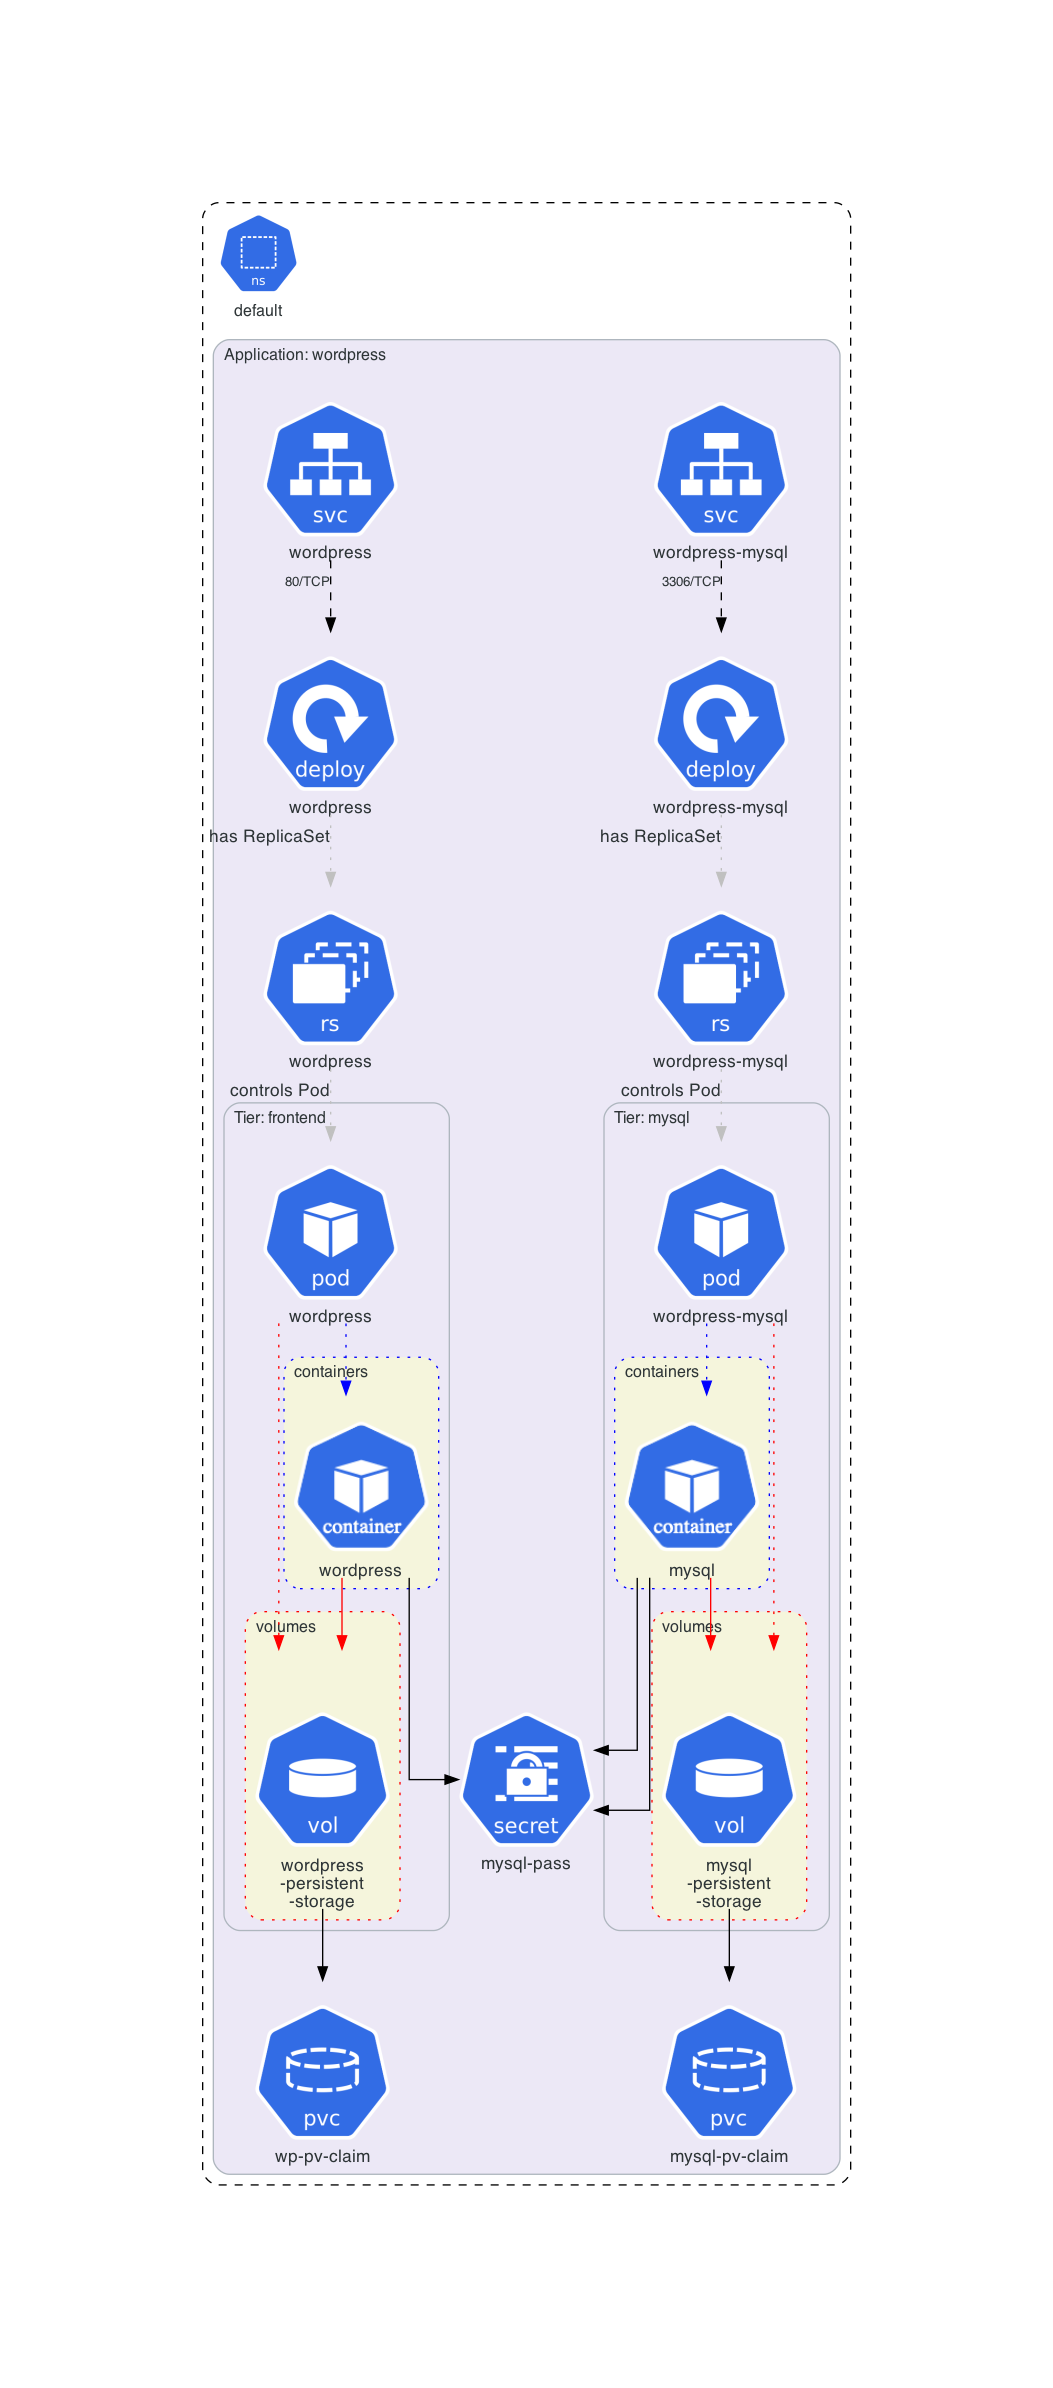 ns
default
Application: wordpress
svc
wordpress
80/TCP
svc
wordpress-mysql
3306/TCP
deploy
wordpress
has ReplicaSet
deploy
wordpress-mysql
has ReplicaSet
rs
wordpress
controls Pod
rs
wordpress-mysql
controls Pod
Tier: frontend
pod
wordpress
containers
container
wordpress
volumes
vol
wordpress
-persistent
-storage
Tier: mysql
pod
wordpress-mysql
containers
container
mysql
volumes
vol
mysql
-persistent
-storage
secret
mysql-pass
pvc
wp-pv-claim
pvc
mysql-pv-claim